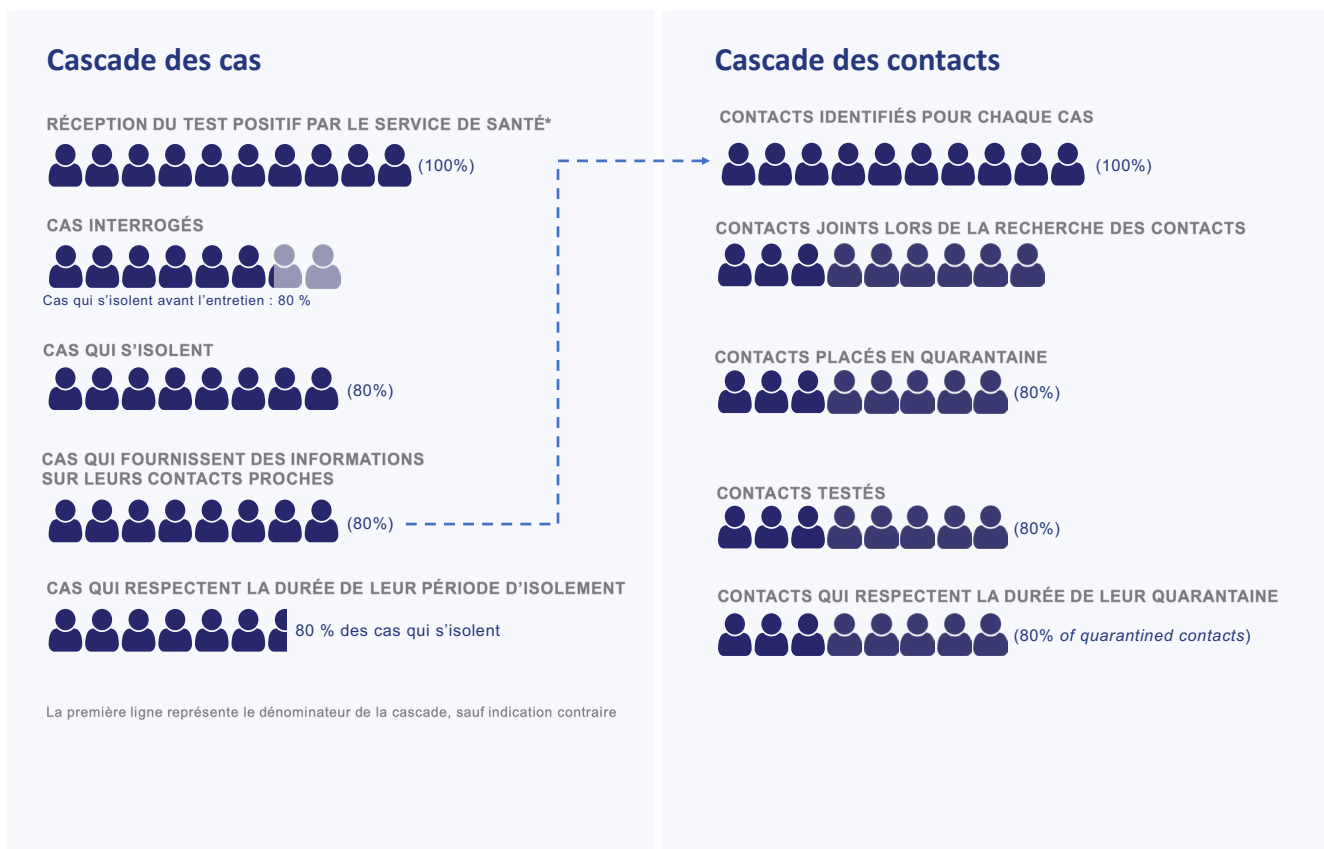 Cascade des cas
RÉCEPTION DU TEST POSITIF PAR LE SERVICE DE SANTÉ*
(100%)
CAS INTERROGÉS
Cas qui s’isolent avant l’entretien : 80 %
CAS QUI S’ISOLENT
(80%)
CAS QUI FOURNISSENT DES INFORMATIONS
SUR LEURS CONTACTS PROCHES
(80%)
CAS QUI RESPECTENT LA DURÉE DE LEUR PÉRIODE D’ISOLEMENT
80 % des cas qui s’isolent
La première ligne représente le dénominateur de la cascade, sauf indication contraire
Cascade des contacts
CONTACTS IDENTIFIÉS POUR CHAQUE CAS
(100%)
CONTACTS JOINTS LORS DE LA RECHERCHE DES CONTACTS
CONTACTS PLACÉS EN QUARANTAINE
(80%)
CONTACTS TESTÉS
(80%)
CONTACTS QUI RESPECTENT LA DURÉE DE LEUR QUARANTAINE
(80% of quarantined contacts)